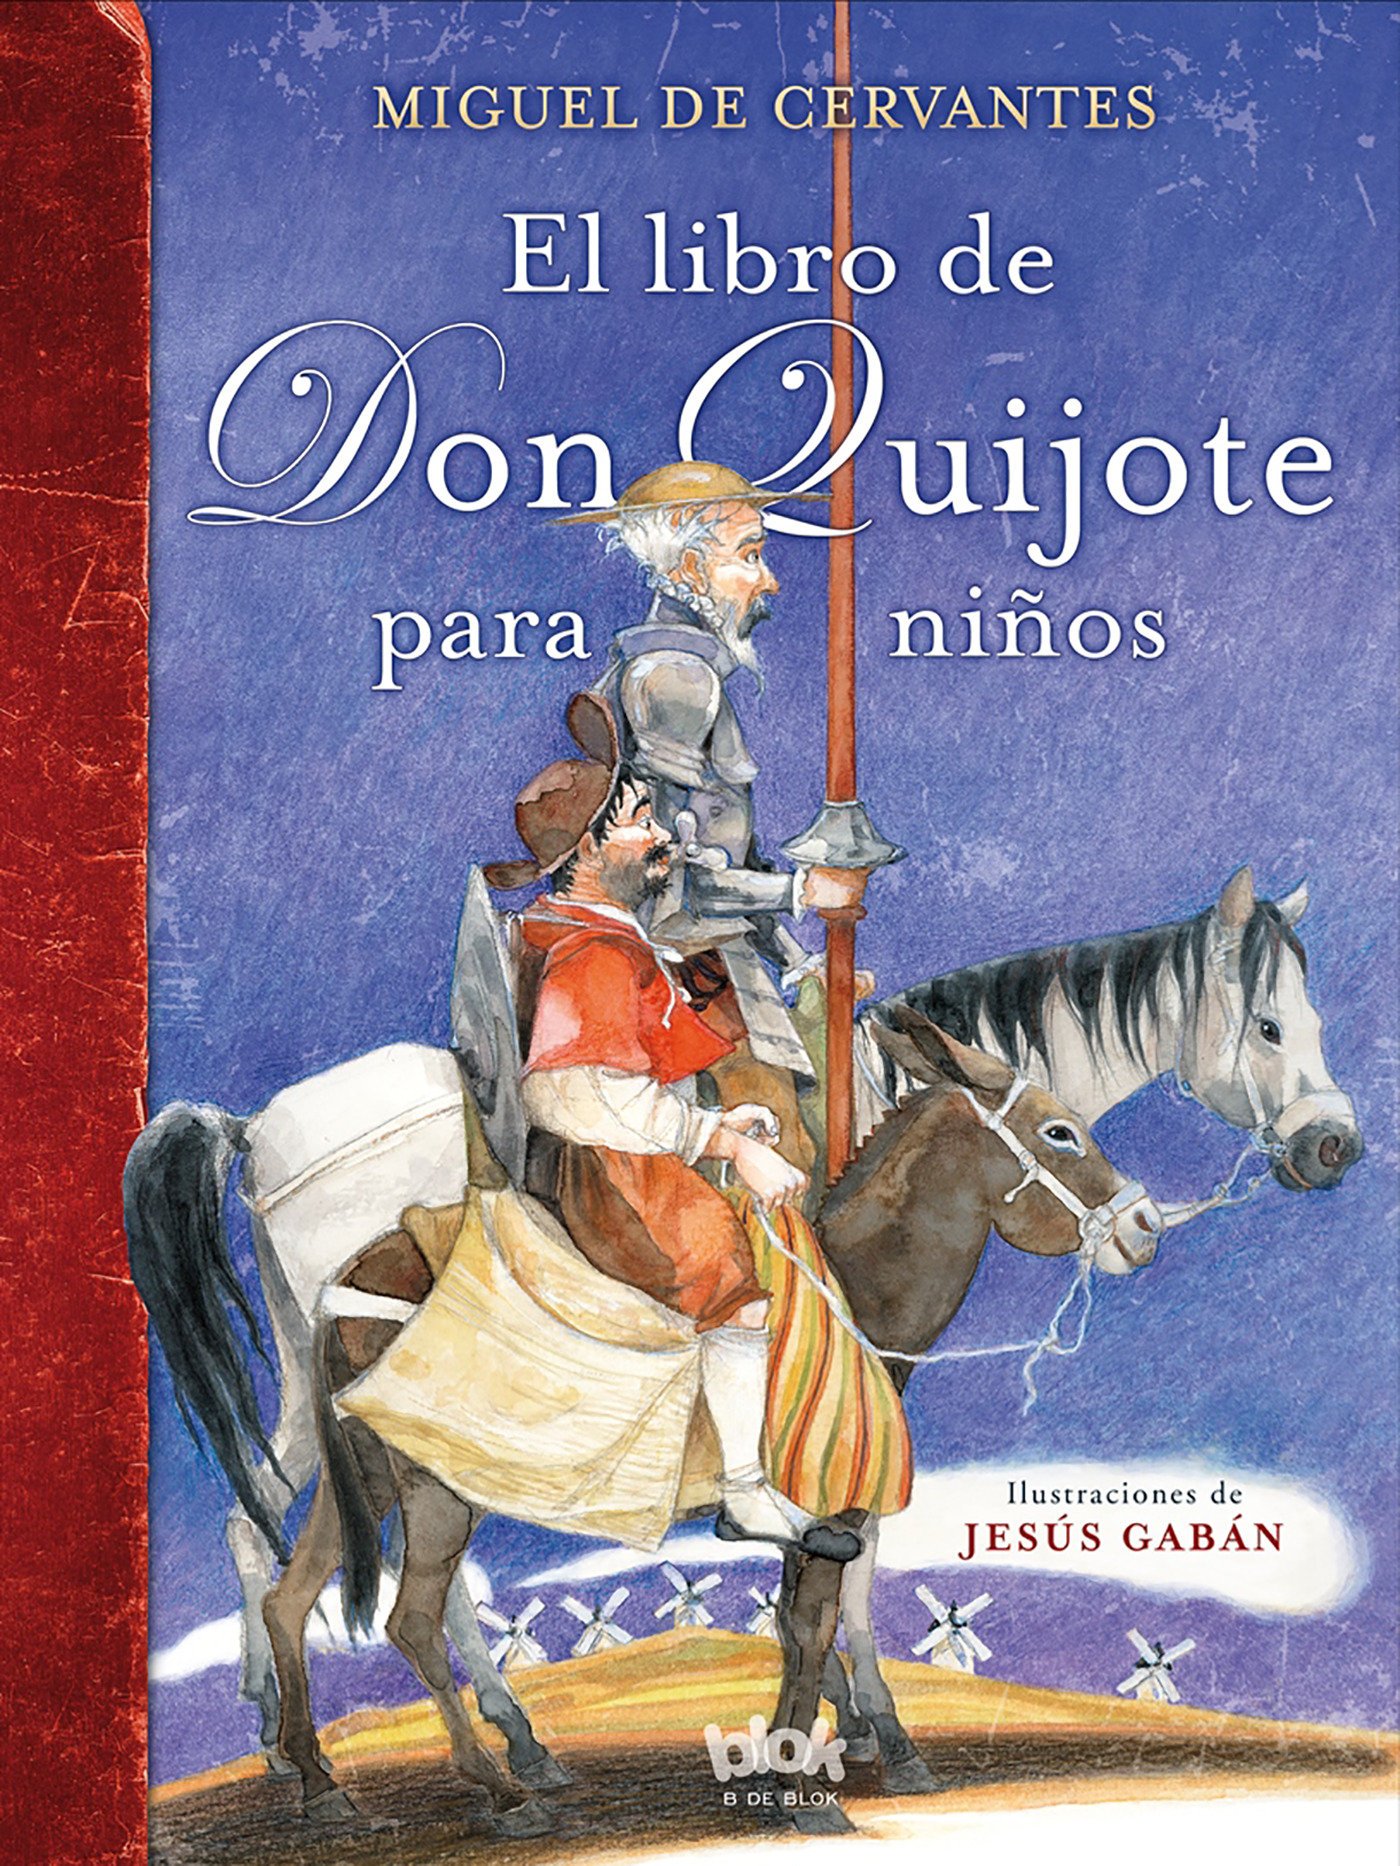 MIGUEL DE CERVANTES
El libro de
Don Quijote
para niños
Ilustraciones de
JESÚS GABÁN
blok
B DE BLOK